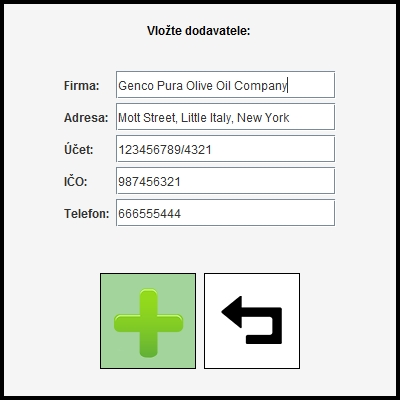 Vložte dodavatele:
Firma: Genco Pura Olive Oil Company
Adresa: Mott Street, Little Italy, New York
Účet: 123456789/4321
IČO: 987456321
Telefon: 666555444